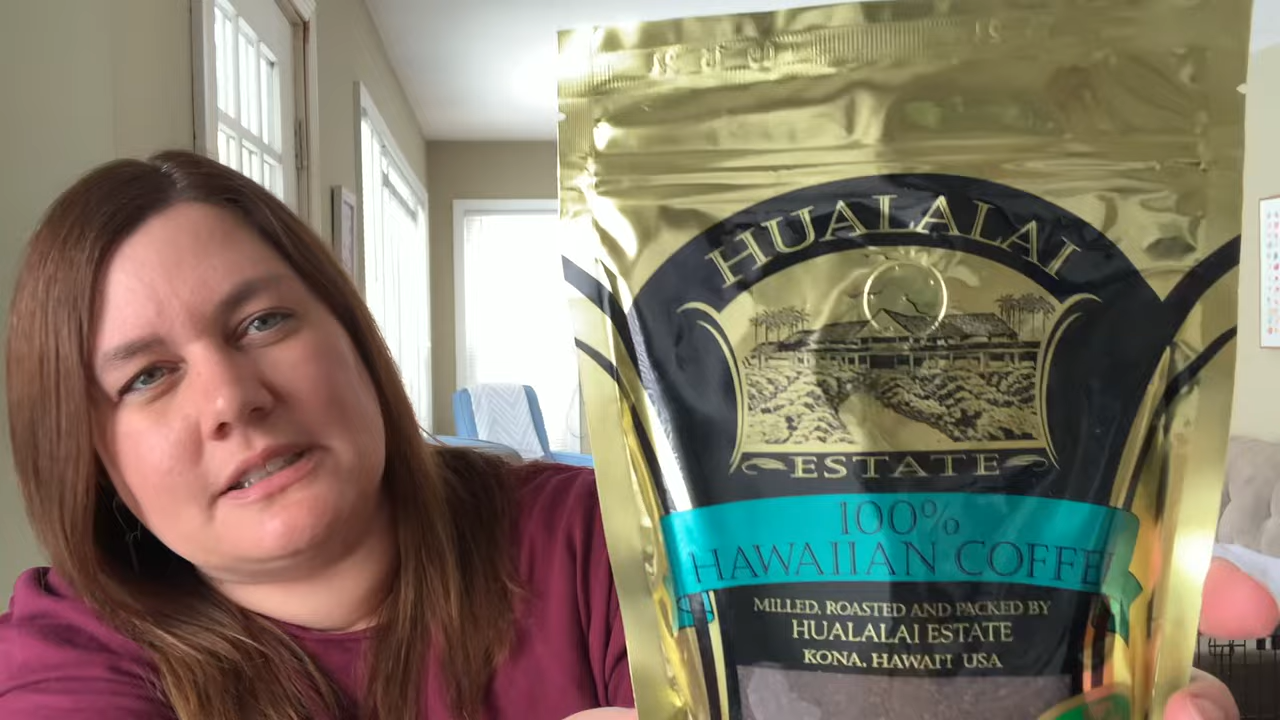 HUALALAI
ESTATE
100%
HAWAIIAN COFFEE
MILLED, ROASTED AND PACKED BY
HUALALAI ESTATE
KONA, HAWAI'I USA